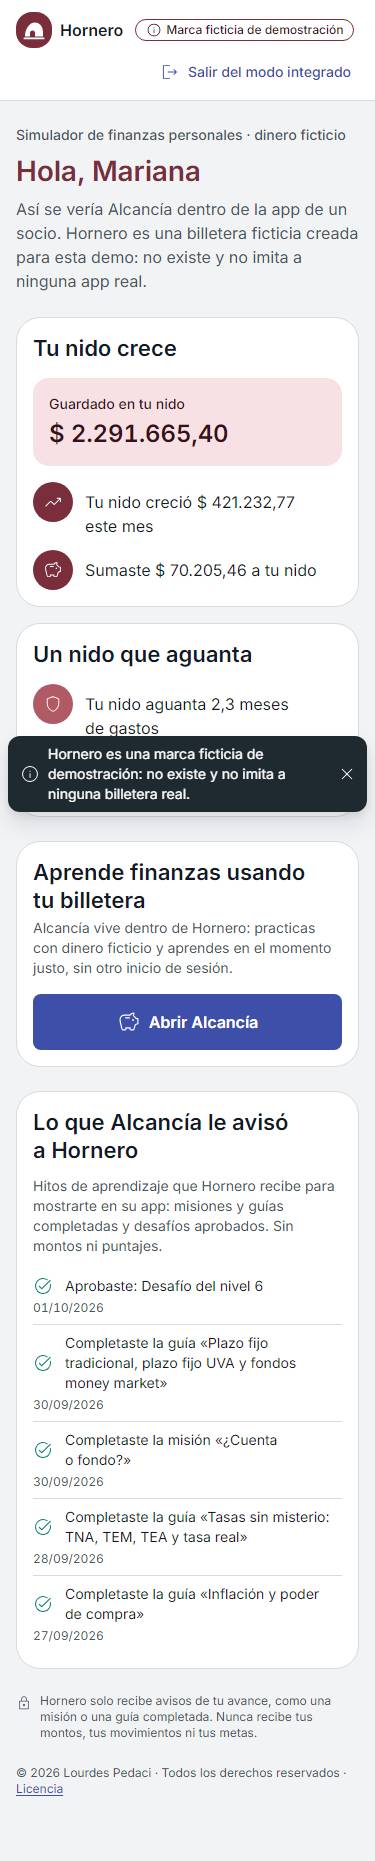 Hornero
Marca ficticia de demostración
Salir del modo integrado
Simulador de finanzas personales · dinero ficticio
Hola, Mariana
Así se vería Alcancía dentro de la app de un
socio. Hornero es una billetera ficticia creada
para esta demo: no existe y no imita a
ninguna app real.
Tu nido crece
Guardado en tu nido
$ 2.291.665,40
Tu nido creció $ 421.232,77
este mes
Sumaste $ 70.205,46 a tu nido
Un nido que aguanta
Tu nido aguanta 2,3 meses
de gastos
Hornero es una marca ficticia de
demostración: no existe y no imita a
ninguna billetera real.
Aprende finanzas usando
tu billetera
Alcancía vive dentro de Hornero: practicas
con dinero ficticio y aprendes en el momento
justo, sin otro inicio de sesión.
Abrir Alcancía
Lo que Alcancía le avisó
a Hornero
Hitos de aprendizaje que Hornero recibe para
mostrarte en su app: misiones y guías
completadas y desafíos aprobados. Sin
montos ni puntajes.
Aprobaste: Desafío del nivel 6
01/10/2026
Completaste la guía «Plazo fijo
tradicional, plazo fijo UVA y fondos
money market»
30/09/2026
Completaste la misión «¿Cuenta
o fondo?»
30/09/2026
Completaste la guía «Tasas sin misterio:
TNA, TEM, TEA y tasa real»
28/09/2026
Completaste la guía «Inflación y poder
de compra»
27/09/2026
Hornero solo recibe avisos de tu avance, como una
misión o una guía completada. Nunca recibe tus
montos, tus movimientos ni tus metas.
© 2026 Lourdes Pedaci · Todos los derechos reservados ·
Licencia